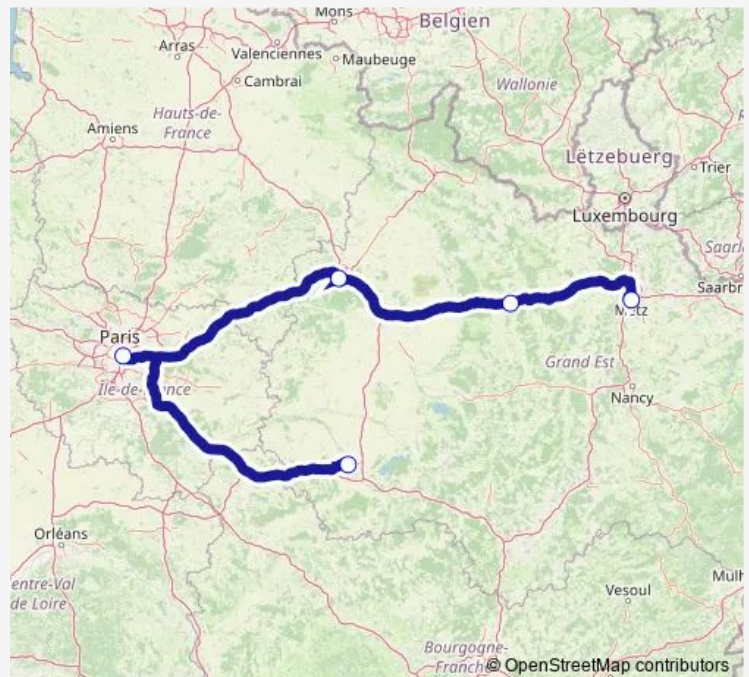 Mons
Belgien
Arras
Valenciennes
Maubeuge
Cambrai
Wallonie
Hauts-de-
France
Amiens
Lëtzebuerg
Trier
Luxembourg
Saarl
Saarbr
Metz
Paris
Île-de-France
Grand Est
Nancy
Orléans
entre-Val
de Loire
Vesoul
Mülh
Bourgogne-
Franch
© OpenStreetMap contributors